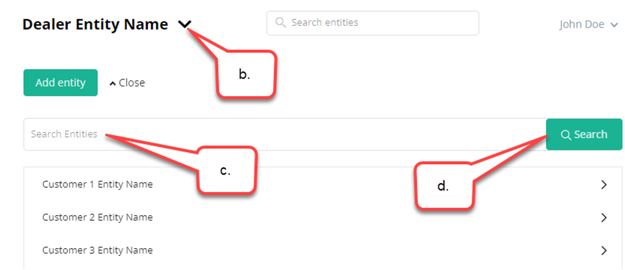 Dealer Entity Name
Search entities
John Doe
b.
Add entity
Close
Search Entities
Search
c.
d.
Customer 1 Entity Name
Customer 2 Entity Name
Customer 3 Entity Name